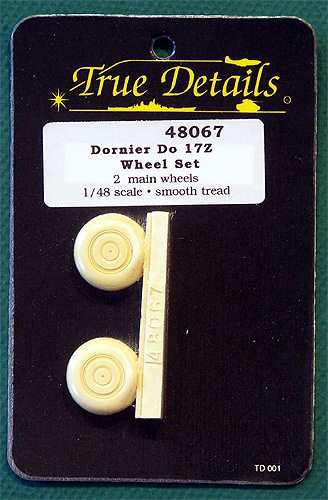 True Details
48067
Dornier Do 17Z
Wheel Set
2 main wheels
1/48 scale • smooth tread
48067
TD 001